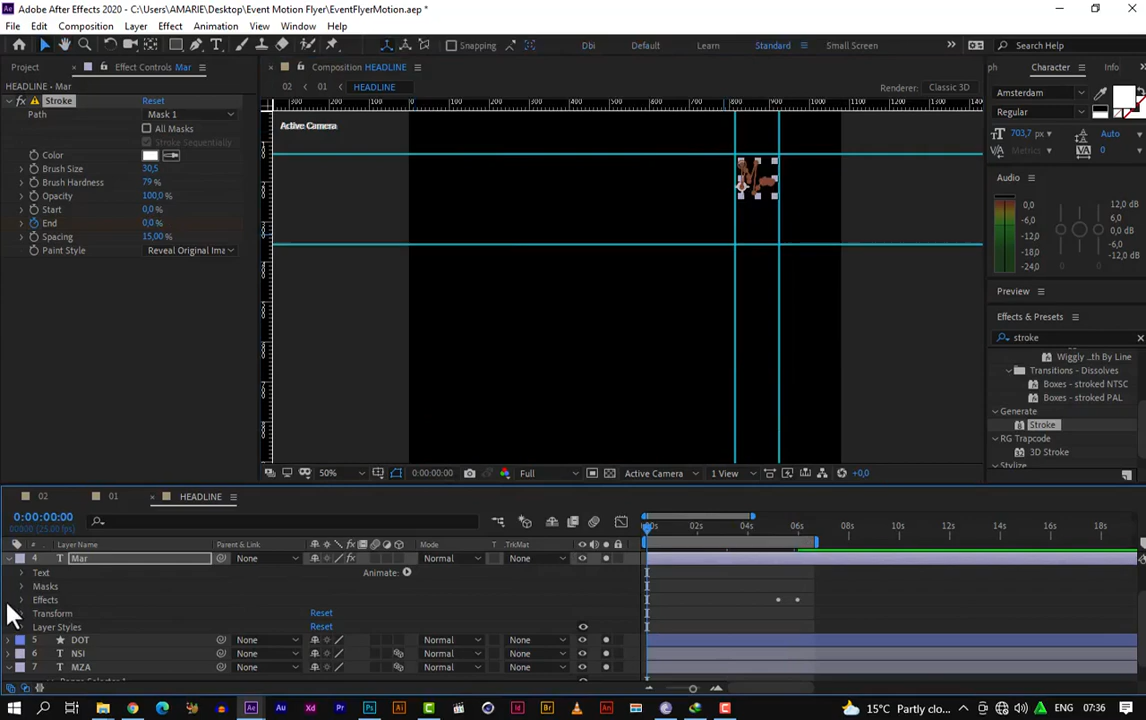 Adobe After Effects 2020 - C:\Users\AMARIE\Desktop\Event Motion Flyer\EventFlyerMotion.aep *
File Edit Composition Layer Effect Animation View Window Help
Snapping Dbi Default Learn Standard Small Screen Search Help
Project Effect Controls Mar Composition HEADLINE ph Character Info
HEADLINE • Mar 02 01 HEADLINE Renderer: Classic 3D
fx Stroke Reset
Path Mask 1
All Masks
Stroke Sequentially
Color
Brush Size 30,5
Brush Hardness 79 %
Opacity 100,0 %
Start 0,0 %
End 0,0 %
Spacing 15,00 %
Paint Style Reveal Original Ima
Active Camera
Amsterdam
Regular
703,7 px Auto
Metrics 0
Audio
0,0 12,0 dB
-6,0 6,0 dB
-12,0 0,0 dB
-18,0 -6,0 dB
-24,0 -12,0 dB
Preview
Effects & Presets
stroke
Wiggly ...th By Line
Transitions - Dissolves
Boxes - stroked NTSC
Boxes - stroked PAL
Generate
Stroke
RG Trapcode
3D Stroke
Stylize
50% 0:00:00:00 Full Active Camera 1 View +0,0
02 01 HEADLINE
0:00:00:00
00000 (25.00 fps)
# Layer Name Parent & Link Mode T TrkMat
00s 02s 04s 06s 08s 10s 12s 14s 16s 18s
4 T Mar None Normal None
Text Animate:
Masks
Effects
Transform Reset
Layer Styles Reset
5 DOT None Normal None
6 T NSI None Normal None
7 T MZA None Normal None
15°C Partly clo... ENG 07:36